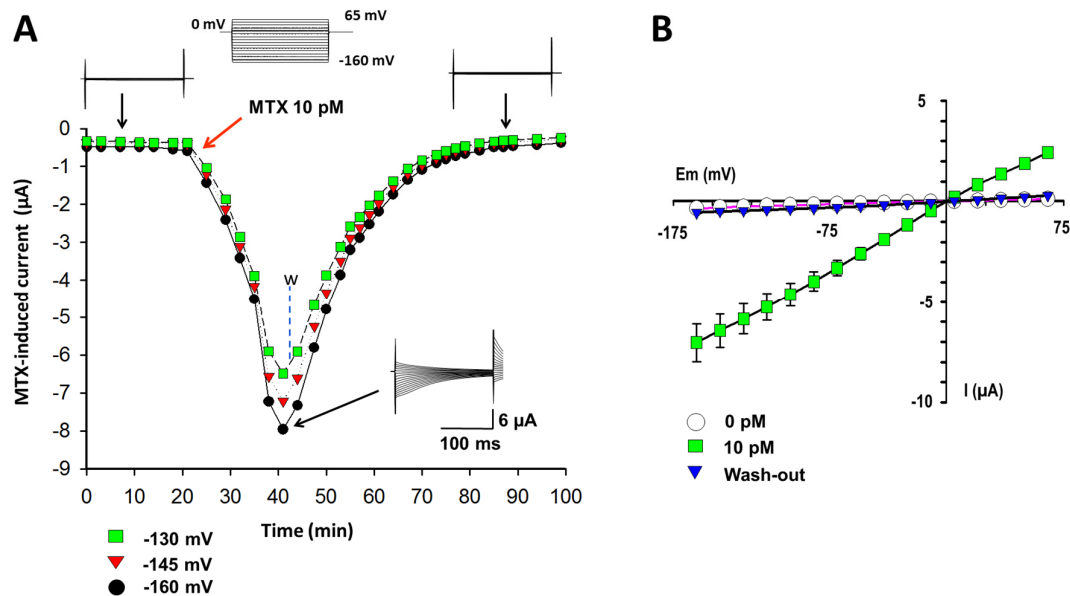 A
0 mV
65 mV
-160 mV
MTX 10 pM
MTX-induced current (µA)
0
-1
-2
-3
-4
-5
-6
-7
-8
-9
w
6 µA
100 ms
0 10 20 30 40 50 60 70 80 90 100
Time (min)
-130 mV
-145 mV
-160 mV
B
5
Em (mV)
-175 -75 75
-5
-10
I (µA)
0 pM
10 pM
Wash-out